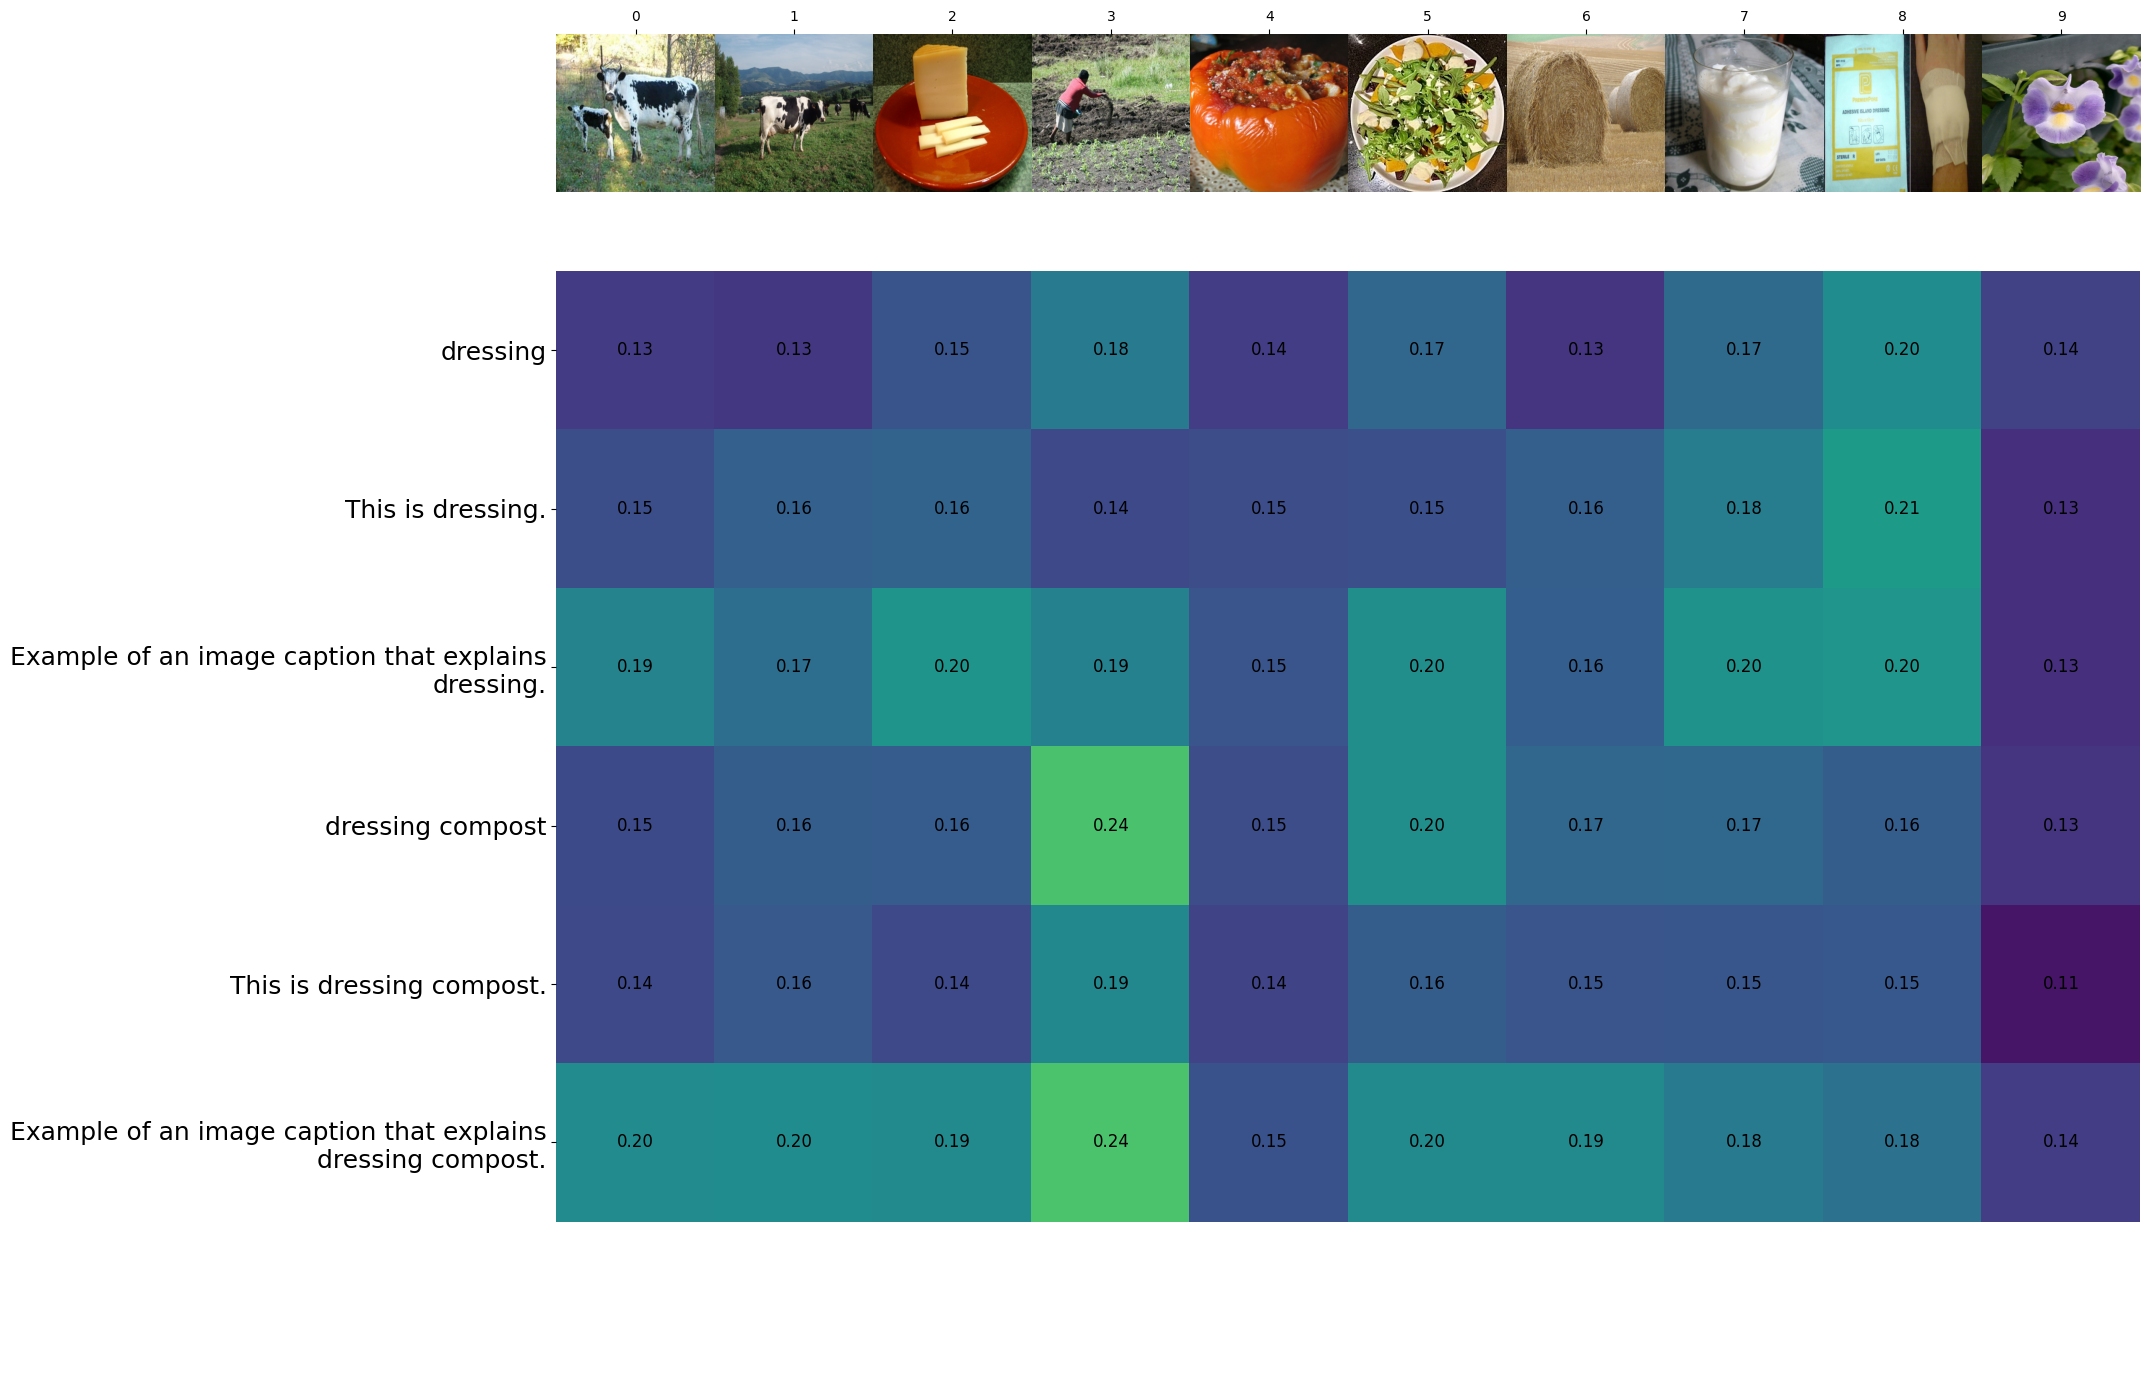 0 1 2 3 4 5 6 7 8 9
ADHESIVE ISLAND DRESSING
dressing 0.13 0.13 0.15 0.18 0.14 0.17 0.13 0.17 0.20 0.14
This is dressing. 0.15 0.16 0.16 0.14 0.15 0.15 0.16 0.18 0.21 0.13
Example of an image caption that explains
dressing. 0.19 0.17 0.20 0.19 0.15 0.20 0.16 0.20 0.20 0.13
dressing compost 0.15 0.16 0.16 0.24 0.15 0.20 0.17 0.17 0.16 0.13
This is dressing compost. 0.14 0.16 0.14 0.19 0.14 0.16 0.15 0.15 0.15 0.11
Example of an image caption that explains
dressing compost. 0.20 0.20 0.19 0.24 0.15 0.20 0.19 0.18 0.18 0.14